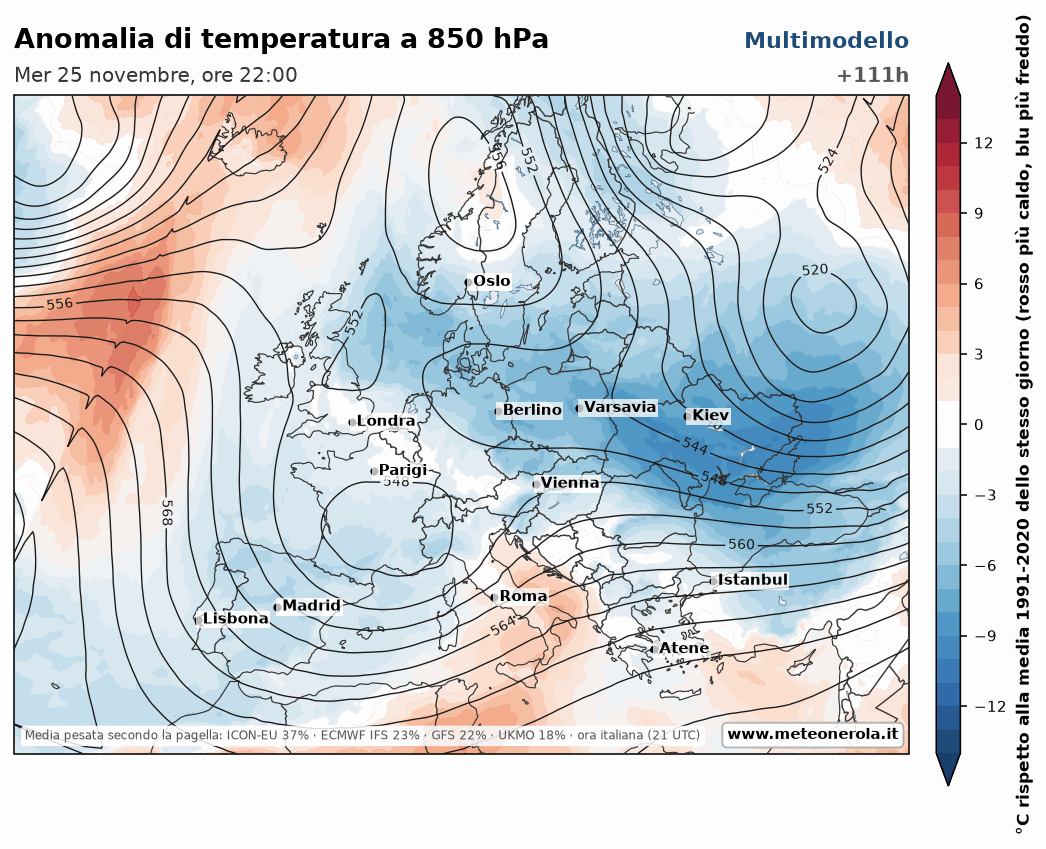 Anomalia di temperatura a 850 hPa
Multimodello
Mer 25 novembre, ore 22:00
+111h
552
524
520
556
552
Oslo
Berlino
Varsavia
Kiev
Londra
544
Parigi
548
Vienna
568
552
560
Istanbul
Roma
Madrid
Lisbona
564
Atene
Media pesata secondo la pagella: ICON-EU 37% · ECMWF IFS 23% · GFS 22% · UKMO 18% · ora italiana (21 UTC)
www.meteonerola.it
12
9
6
3
0
−3
−6
−9
−12
°C rispetto alla media 1991-2020 dello stesso giorno (rosso più caldo, blu più freddo)